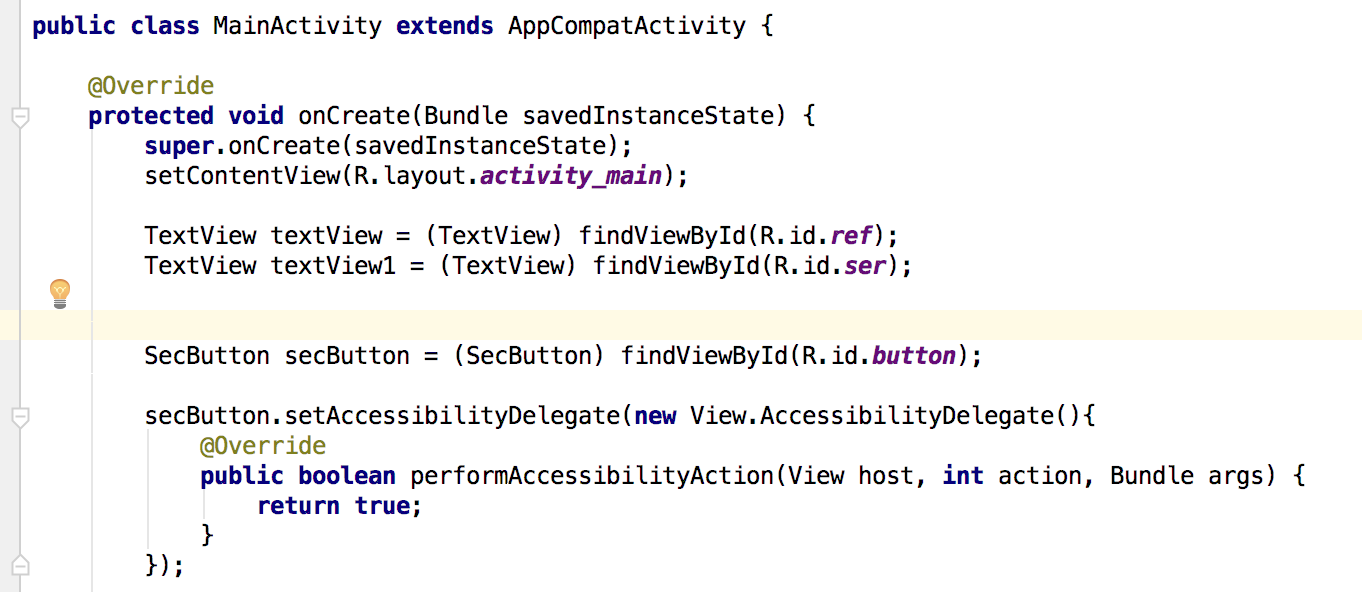 public class MainActivity extends AppCompatActivity {
@Override
protected void onCreate(Bundle savedInstanceState) {
super.onCreate(savedInstanceState);
setContentView(R.layout.activity_main);
TextView textView = (TextView) findViewById(R.id.ref);
TextView textView1 = (TextView) findViewById(R.id.ser);
SecButton secButton = (SecButton) findViewById(R.id.button);
secButton.setAccessibilityDelegate(new View.AccessibilityDelegate(){
@Override
public boolean performAccessibilityAction(View host, int action, Bundle args) {
return true;
}
});